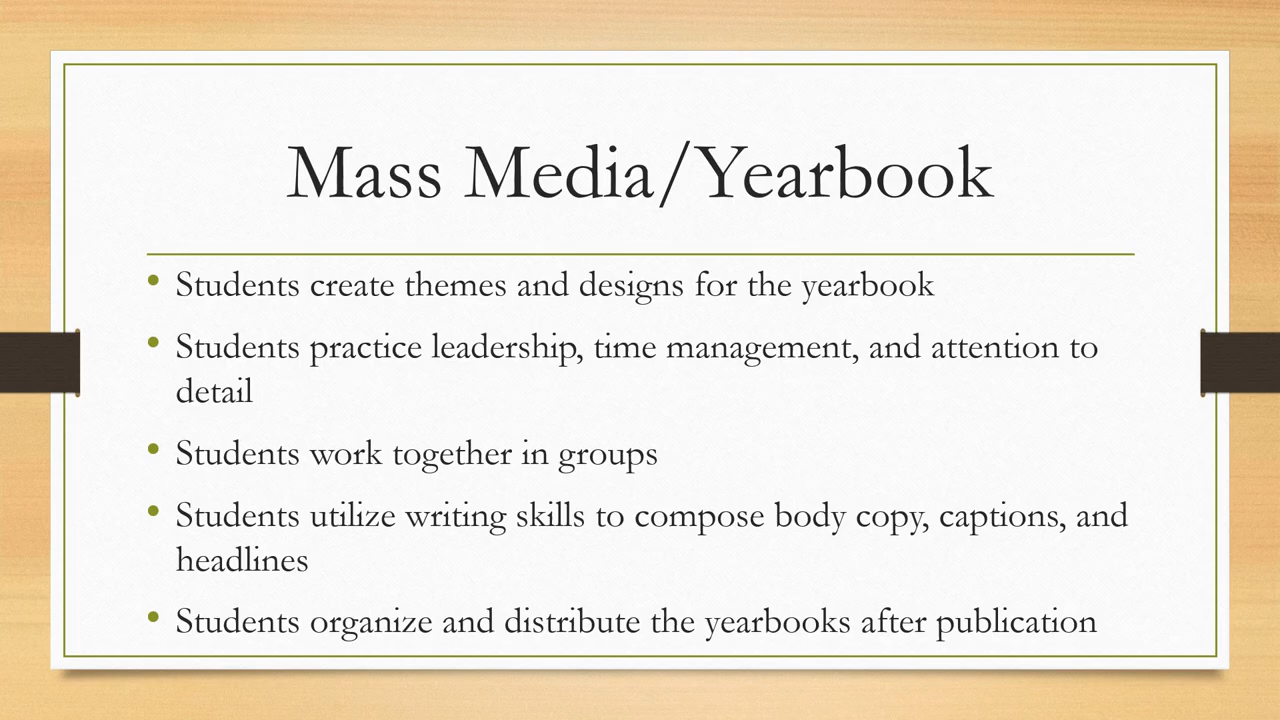 Mass Media/Yearbook
• Students create themes and designs for the yearbook
• Students practice leadership, time management, and attention to
detail
• Students work together in groups
• Students utilize writing skills to compose body copy, captions, and
headlines
• Students organize and distribute the yearbooks after publication